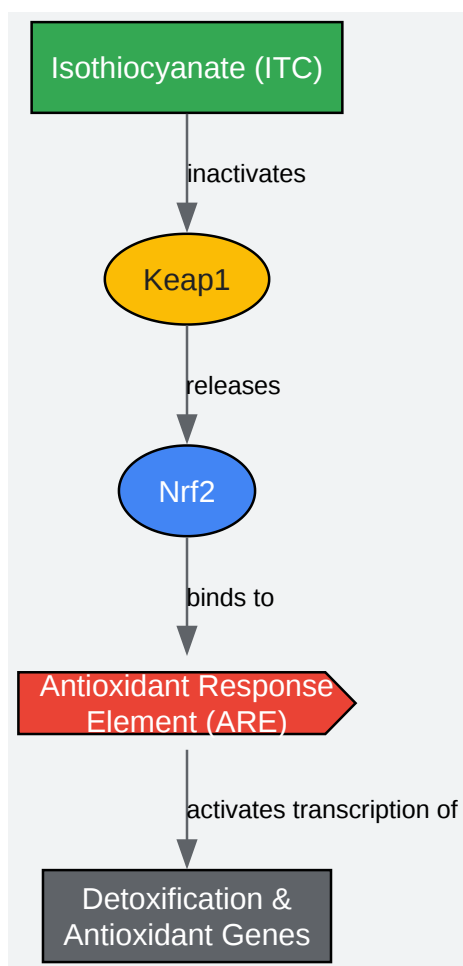 Isothiocyanate (ITC)
inactivates
Keap1
releases
Nrf2
binds to
Antioxidant Response
Element (ARE)
activates transcription of
Detoxification &
Antioxidant Genes